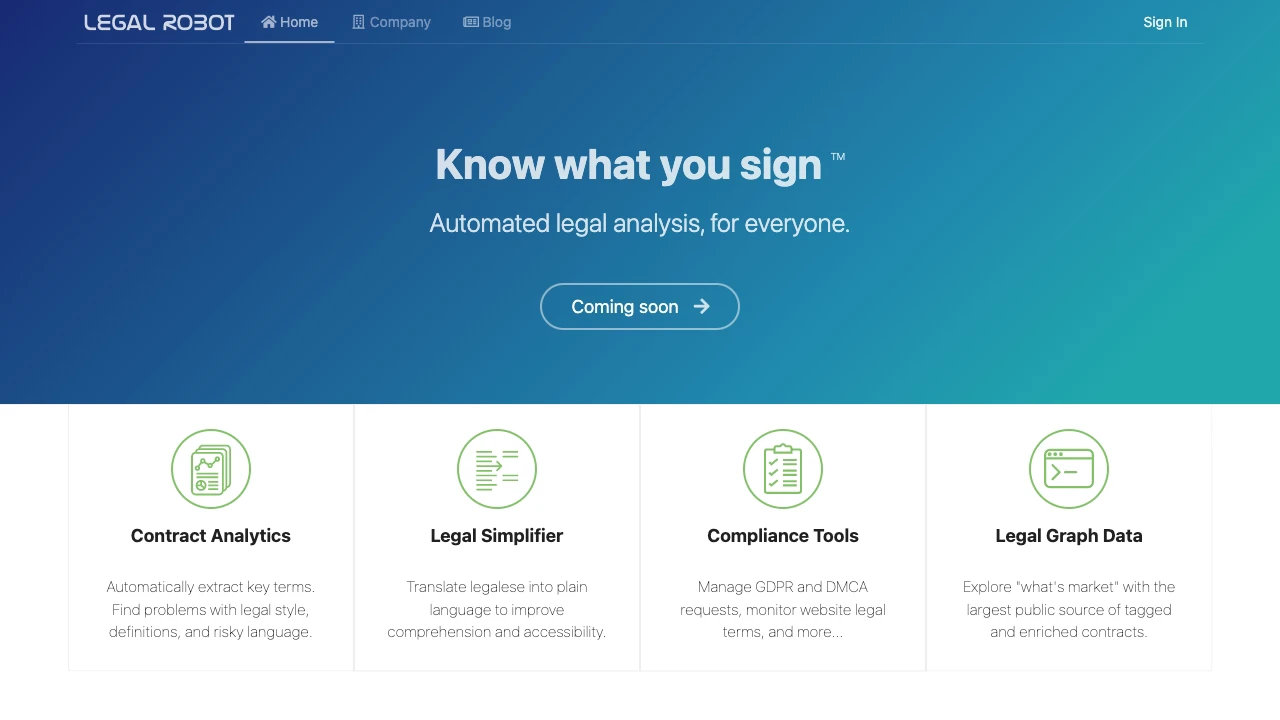 LEGAL ROBOT Home Company Blog Sign In
Know what you sign ™
Automated legal analysis, for everyone.
Coming soon
Contract Analytics
Automatically extract key terms.
Find problems with legal style,
definitions, and risky language.
Legal Simplifier
Translate legalese into plain
language to improve
comprehension and accessibility.
Compliance Tools
Manage GDPR and DMCA
requests, monitor website legal
terms, and more...
Legal Graph Data
Explore "what's market" with the
largest public source of tagged
and enriched contracts.